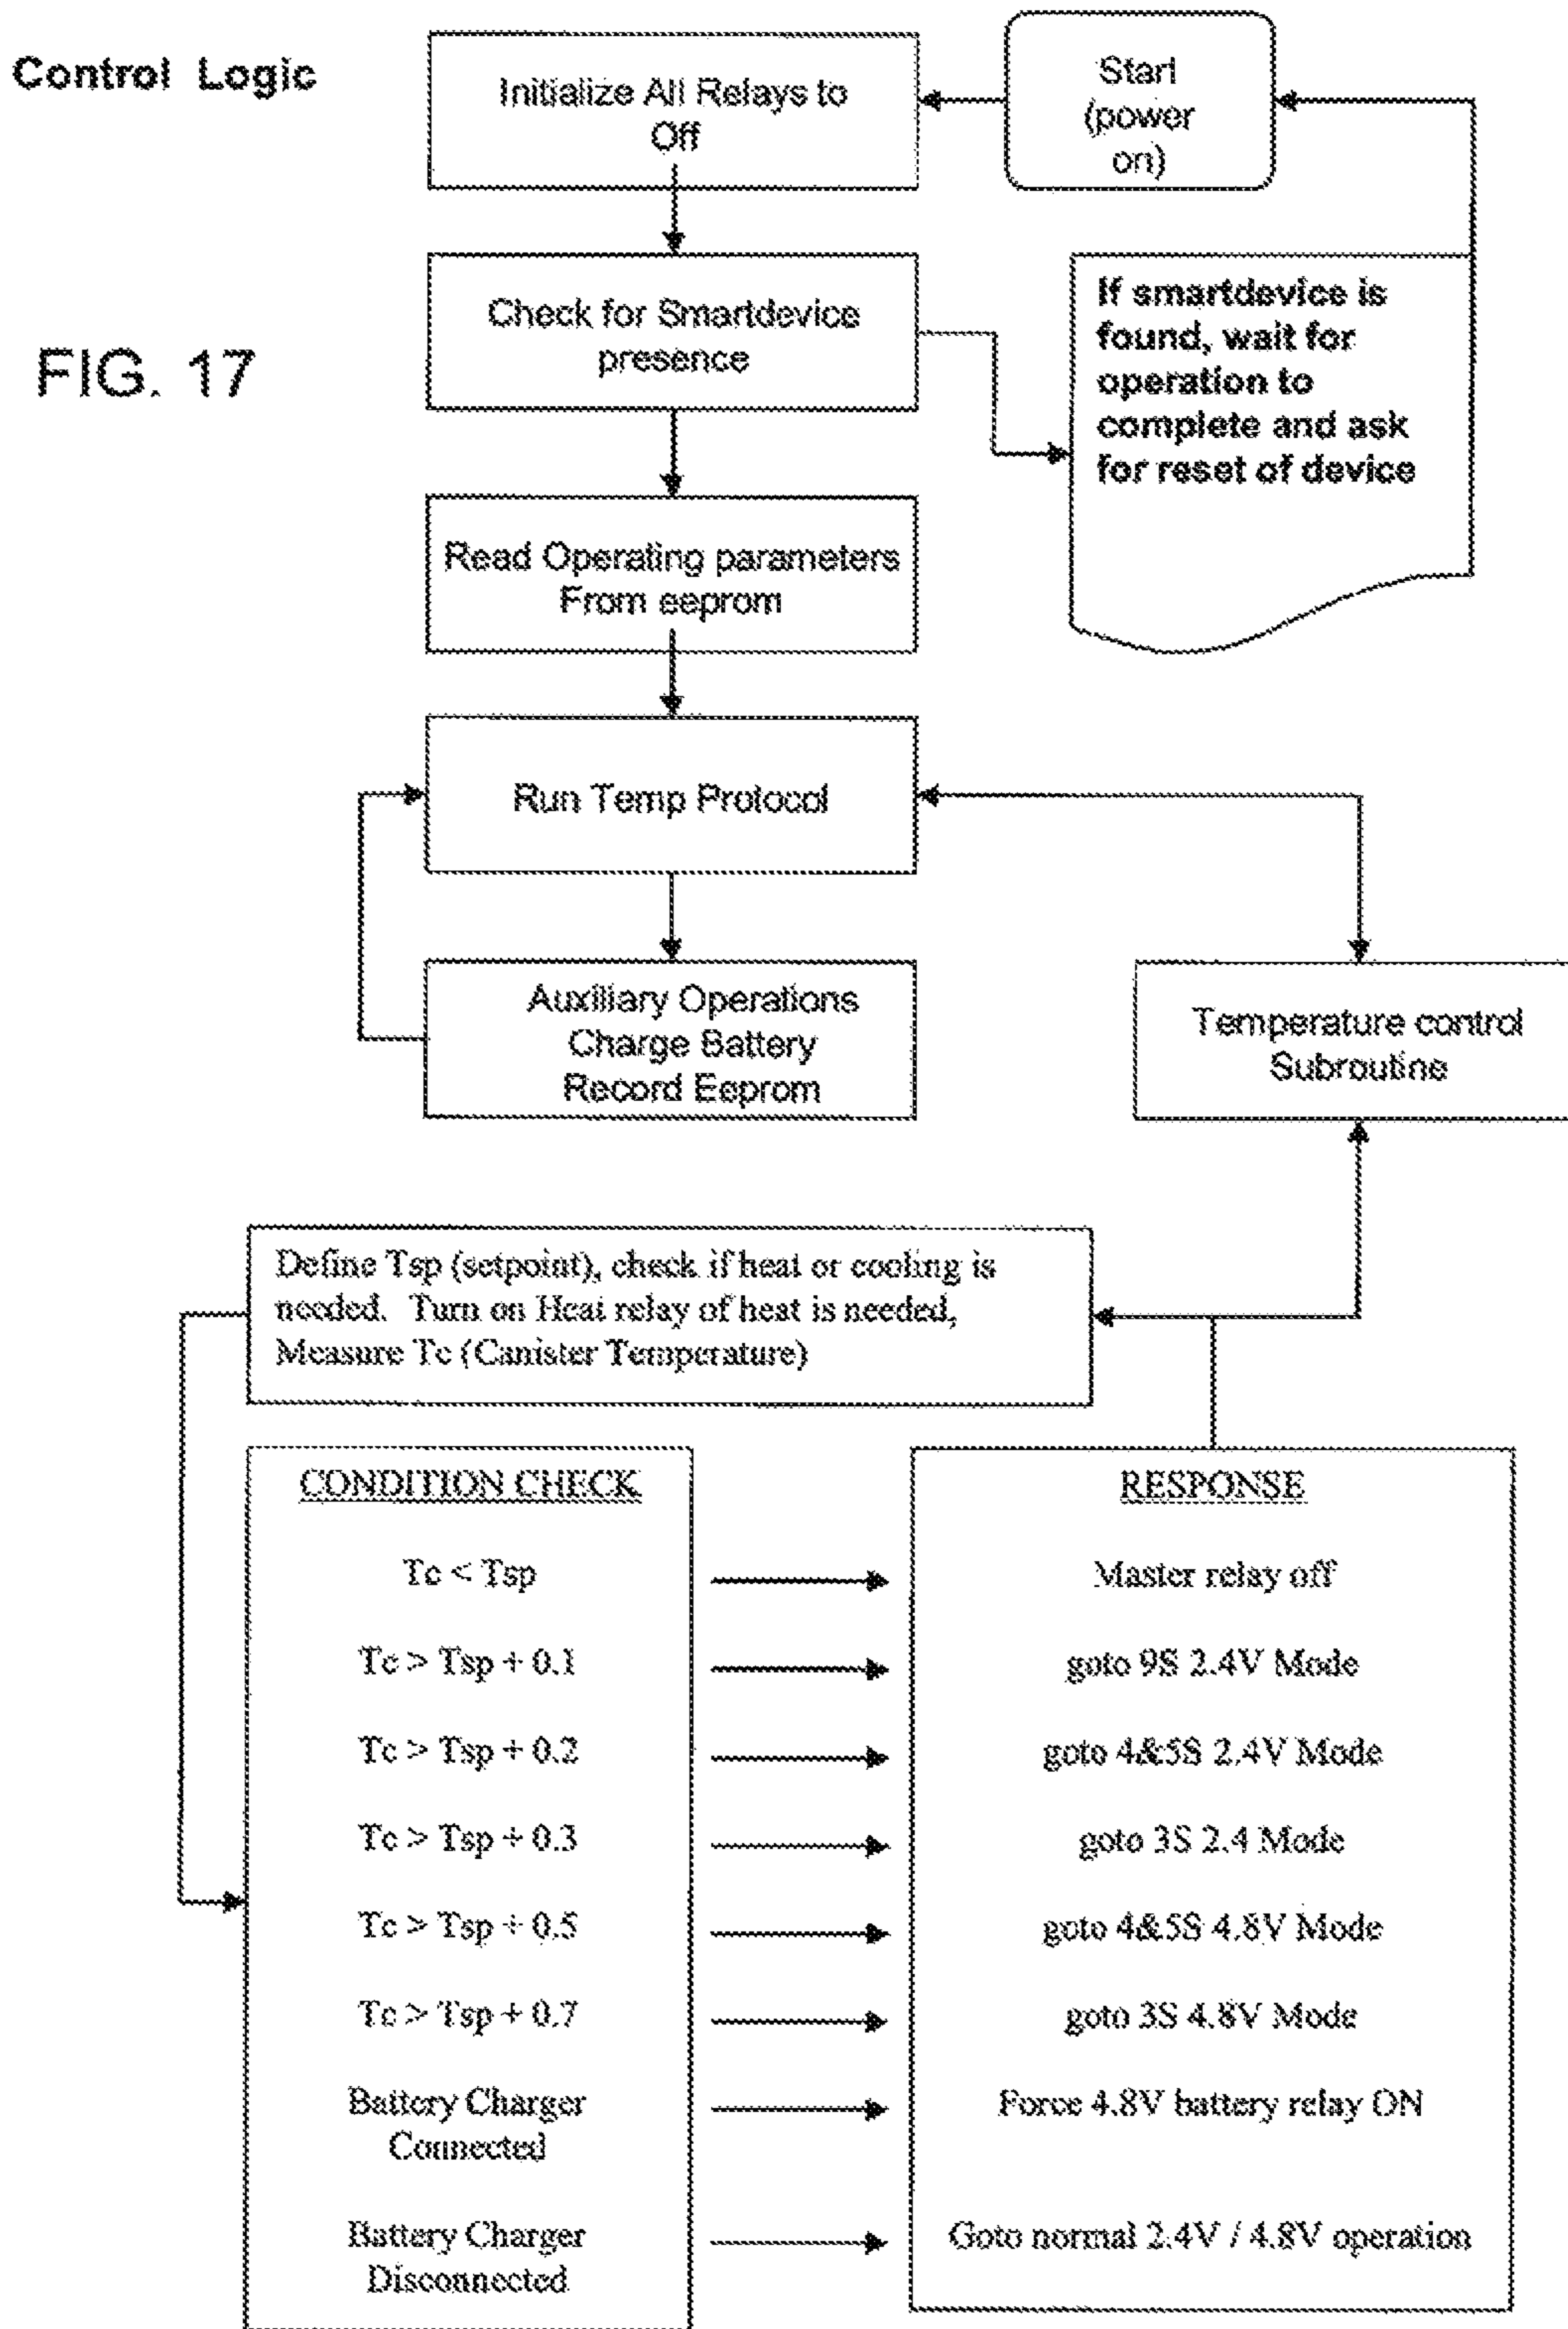 Control Logic
Initialize All Relays to
Off
Start
(power
on)
FIG. 17
Check for Smartdevice
presence
If smartdevice is
found, wait for
operation to
complete and ask
for reset of device
Read Operating parameters
From eeprom
Run Temp Protocol
Auxiliary Operations
Charge Battery
Record Eeprom
Temperature control
Subroutine
Define Tsp (setpoint), check if heat or cooling is
needed. Turn on Heat relay of heat is needed,
Measure Tc (Canister Temperature)
CONDITION CHECK
RESPONSE
Tc < Tsp
Master relay off
Tc > Tsp + 0.1
goto 9S 2.4V Mode
Tc > Tsp + 0.2
goto 4&5S 2.4V Mode
Tc > Tsp + 0.3
goto 3S 2.4 Mode
Tc > Tsp + 0.5
goto 4&5S 4.8V Mode
Tc > Tsp + 0.7
goto 3S 4.8V Mode
Battery Charger
Connected
Force 4.8V battery relay ON
Battery Charger
Disconnected
Goto normal 2.4V / 4.8V operation